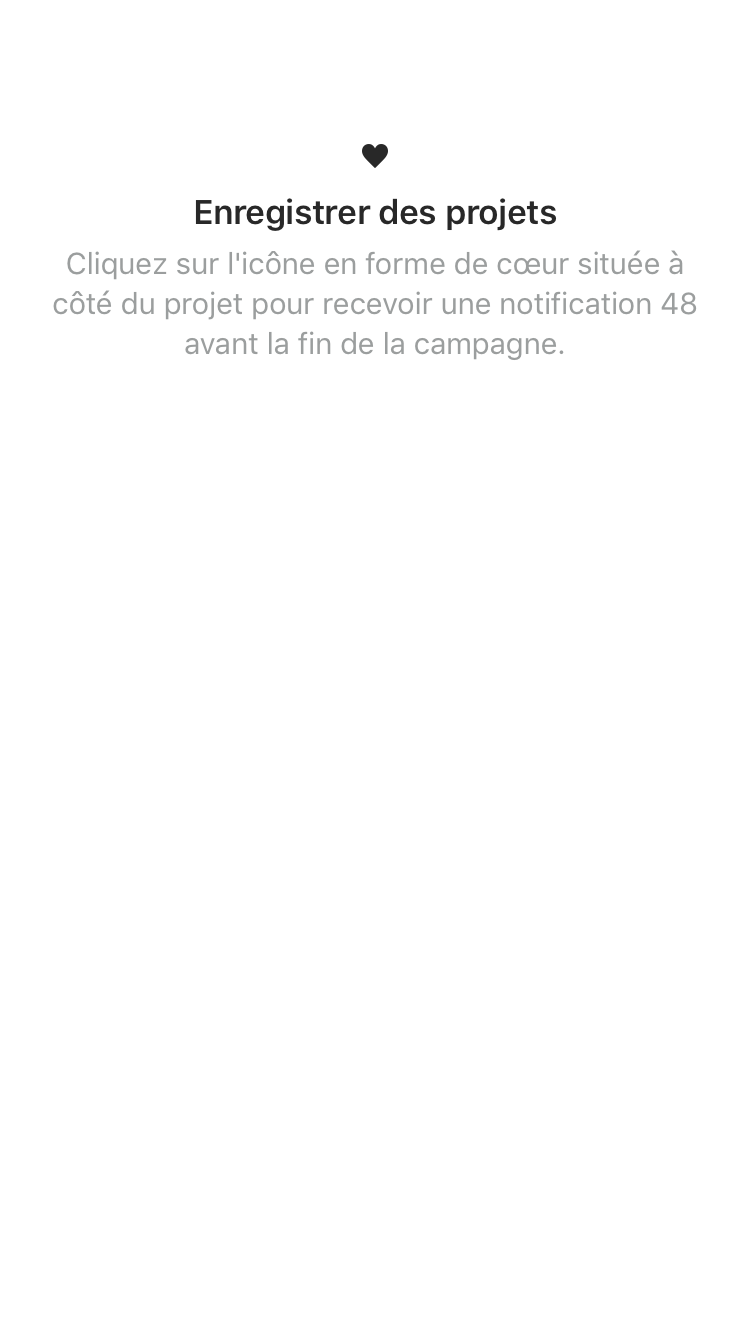 Enregistrer des projets
Cliquez sur l'icône en forme de cœur située à
côté du projet pour recevoir une notification 48
avant la fin de la campagne.